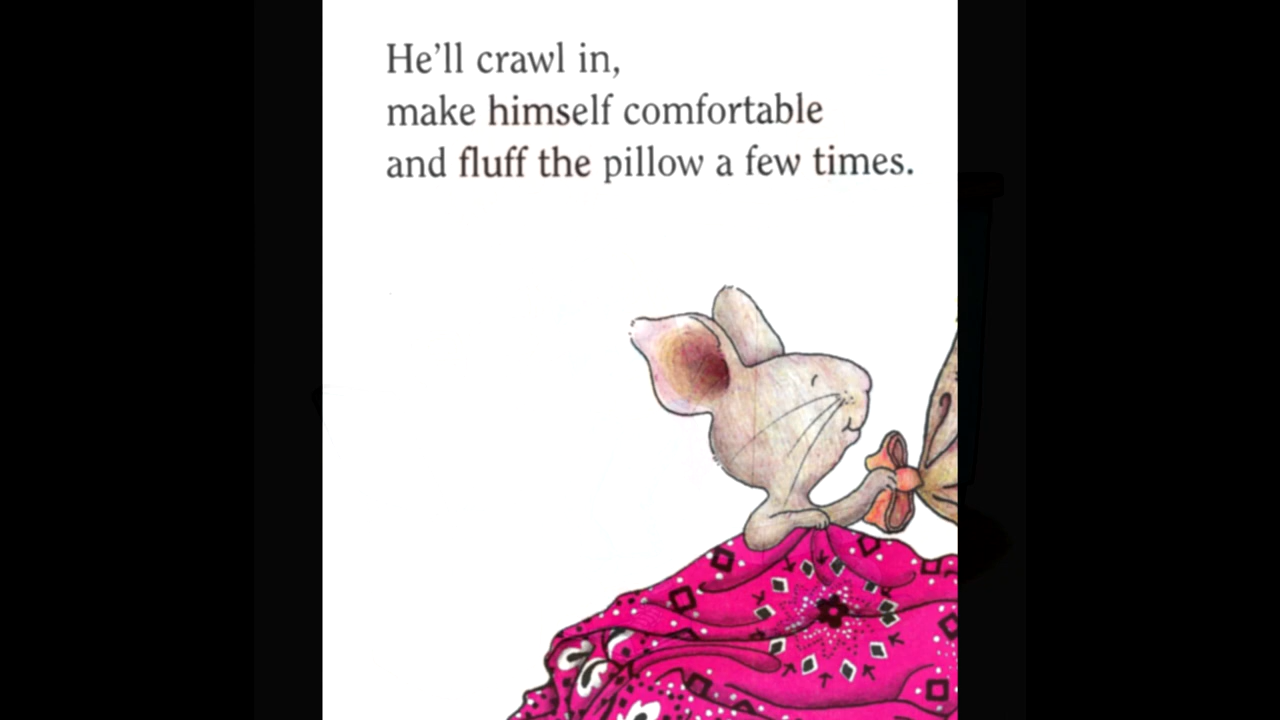 He’ll crawl in,
make himself comfortable
and fluff the pillow a few times.